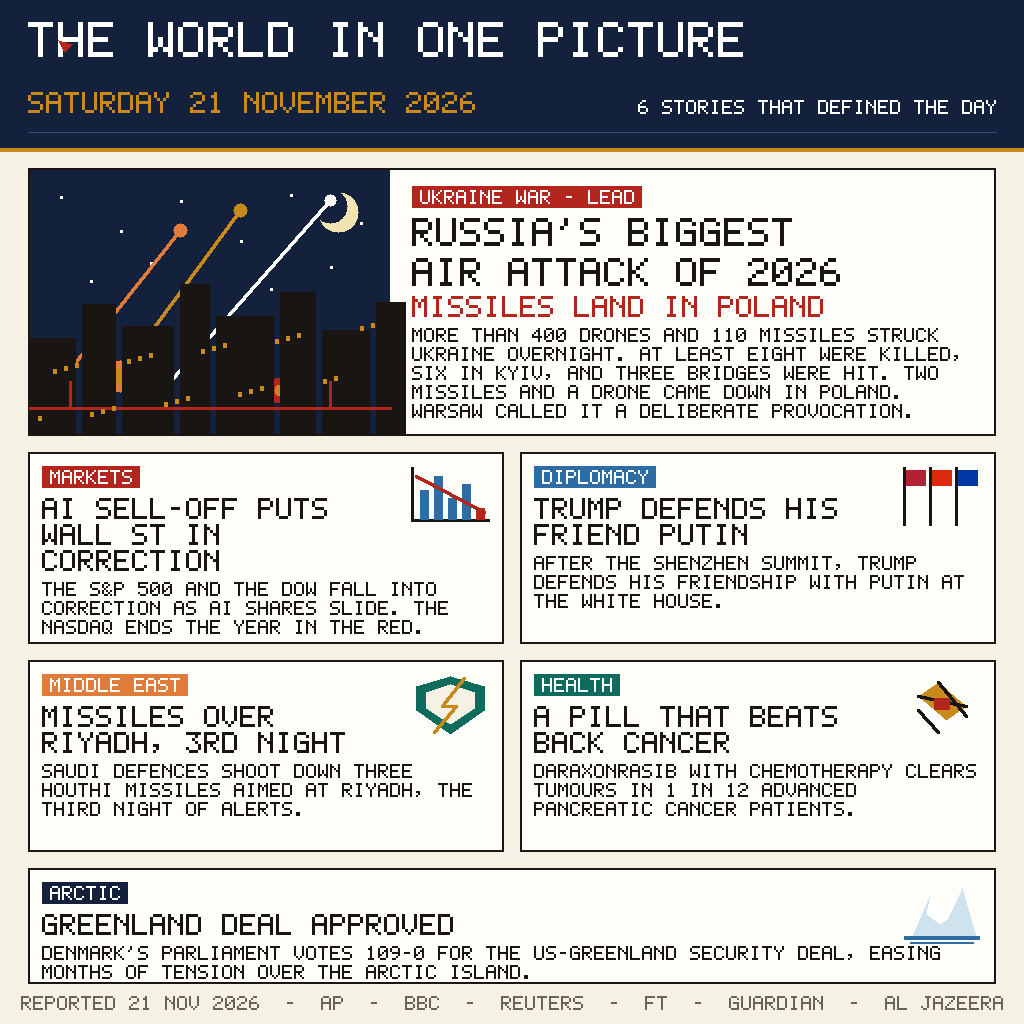 THE WORLD IN ONE PICTURE
SATURDAY 21 NOVEMBER 2026
6 STORIES THAT DEFINED THE DAY
UKRAINE WAR - LEAD
RUSSIA'S BIGGEST
AIR ATTACK OF 2026
MISSILES LAND IN POLAND
MORE THAN 400 DRONES AND 110 MISSILES STRUCK
UKRAINE OVERNIGHT. AT LEAST EIGHT WERE KILLED,
SIX IN KYIV, AND THREE BRIDGES WERE HIT. TWO
MISSILES AND A DRONE CAME DOWN IN POLAND.
WARSAW CALLED IT A DELIBERATE PROVOCATION.
MARKETS
AI SELL-OFF PUTS
WALL ST IN
CORRECTION
THE S&P 500 AND THE DOW FALL INTO
CORRECTION AS AI SHARES SLIDE. THE
NASDAQ ENDS THE YEAR IN THE RED.
DIPLOMACY
TRUMP DEFENDS HIS
FRIEND PUTIN
AFTER THE SHENZHEN SUMMIT, TRUMP
DEFENDS HIS FRIENDSHIP WITH PUTIN AT
THE WHITE HOUSE.
MIDDLE EAST
MISSILES OVER
RIYADH, 3RD NIGHT
SAUDI DEFENCES SHOOT DOWN THREE
HOUTHI MISSILES AIMED AT RIYADH, THE
THIRD NIGHT OF ALERTS.
HEALTH
A PILL THAT BEATS
BACK CANCER
DARAXONRASIB WITH CHEMOTHERAPY CLEARS
TUMOURS IN 1 IN 12 ADVANCED
PANCREATIC CANCER PATIENTS.
ARCTIC
GREENLAND DEAL APPROVED
DENMARK'S PARLIAMENT VOTES 109-0 FOR THE US-GREENLAND SECURITY DEAL, EASING
MONTHS OF TENSION OVER THE ARCTIC ISLAND.
REPORTED 21 NOV 2026 - AP - BBC - REUTERS - FT - GUARDIAN - AL JAZEERA